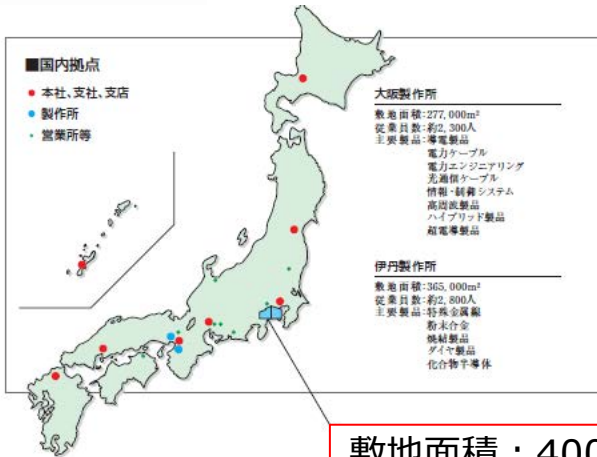 ■国内拠点
● 本社、支社、支店
● 製作所
・ 営業所等
大阪製作所
敷地面積:277,000m²
従業員数:約2,300人
主要製品:導電製品
電力ケーブル
電力エンジニアリング
光通信ケーブル
情報・制御システム
高周波製品
ハイブリッド製品
超電導製品
伊丹製作所
敷地面積:365,000m²
従業員数:約2,800人
主要製品:特殊金属線
粉末合金
焼結製品
ダイヤ製品
化合物半導体
敷地面積:400